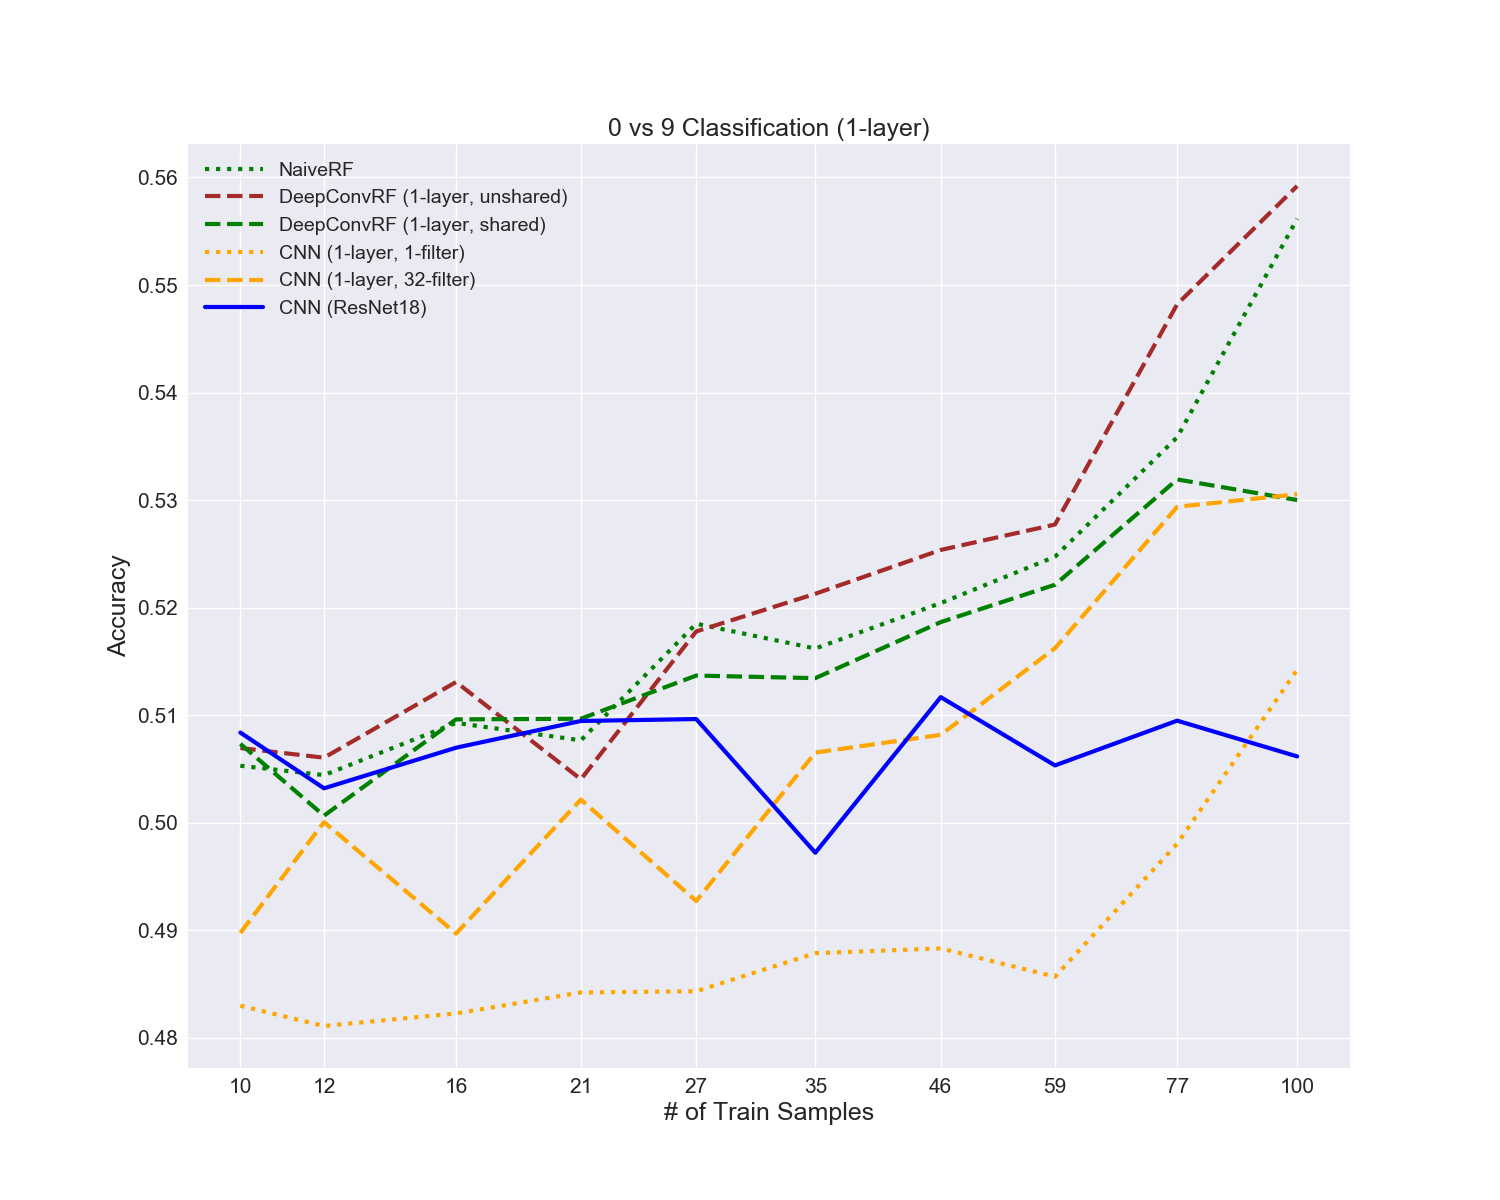 0 vs 9 Classification (1-layer)
NaiveRF
DeepConvRF (1-layer, unshared)
DeepConvRF (1-layer, shared)
CNN (1-layer, 1-filter)
CNN (1-layer, 32-filter)
CNN (ResNet18)
0.56
0.55
0.54
0.53
0.52
0.51
0.50
0.49
0.48
Accuracy
10 12 16 21 27 35 46 59 77 100
# of Train Samples